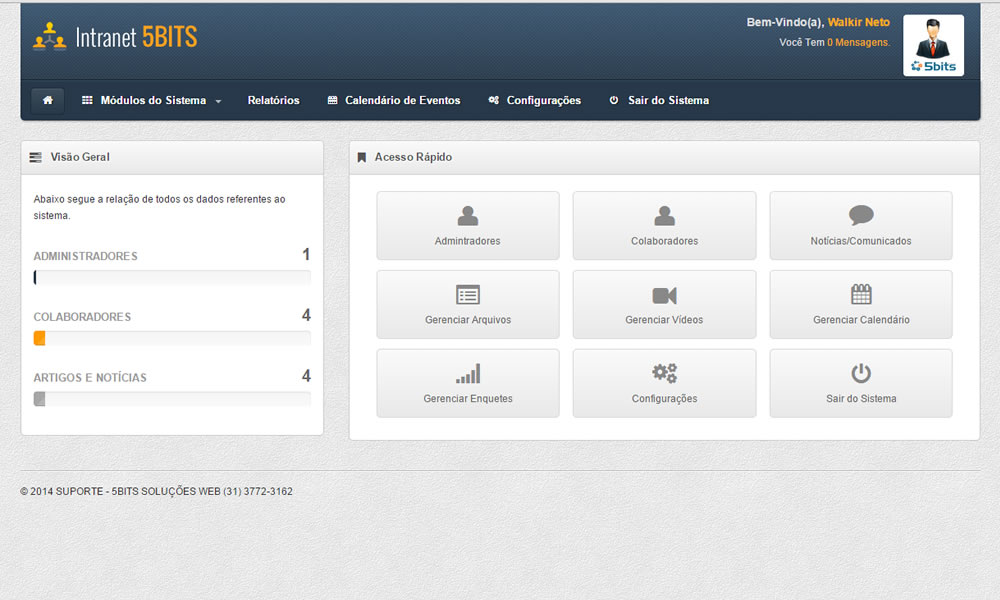 Intranet 5BITS
Bem-Vindo(a), Walkir Neto
Você Tem 0 Mensagens.
5bits
Módulos do Sistema
Relatórios
Calendário de Eventos
Configurações
Sair do Sistema
Visão Geral
Abaixo segue a relação de todos os dados referentes ao
sistema.
ADMINISTRADORES 1
COLABORADORES 4
ARTIGOS E NOTÍCIAS 4
Acesso Rápido
Admintradores
Colaboradores
Notícias/Comunicados
Gerenciar Arquivos
Gerenciar Vídeos
Gerenciar Calendário
Gerenciar Enquetes
Configurações
Sair do Sistema
© 2014 SUPORTE - 5BITS SOLUÇÕES WEB (31) 3772-3162